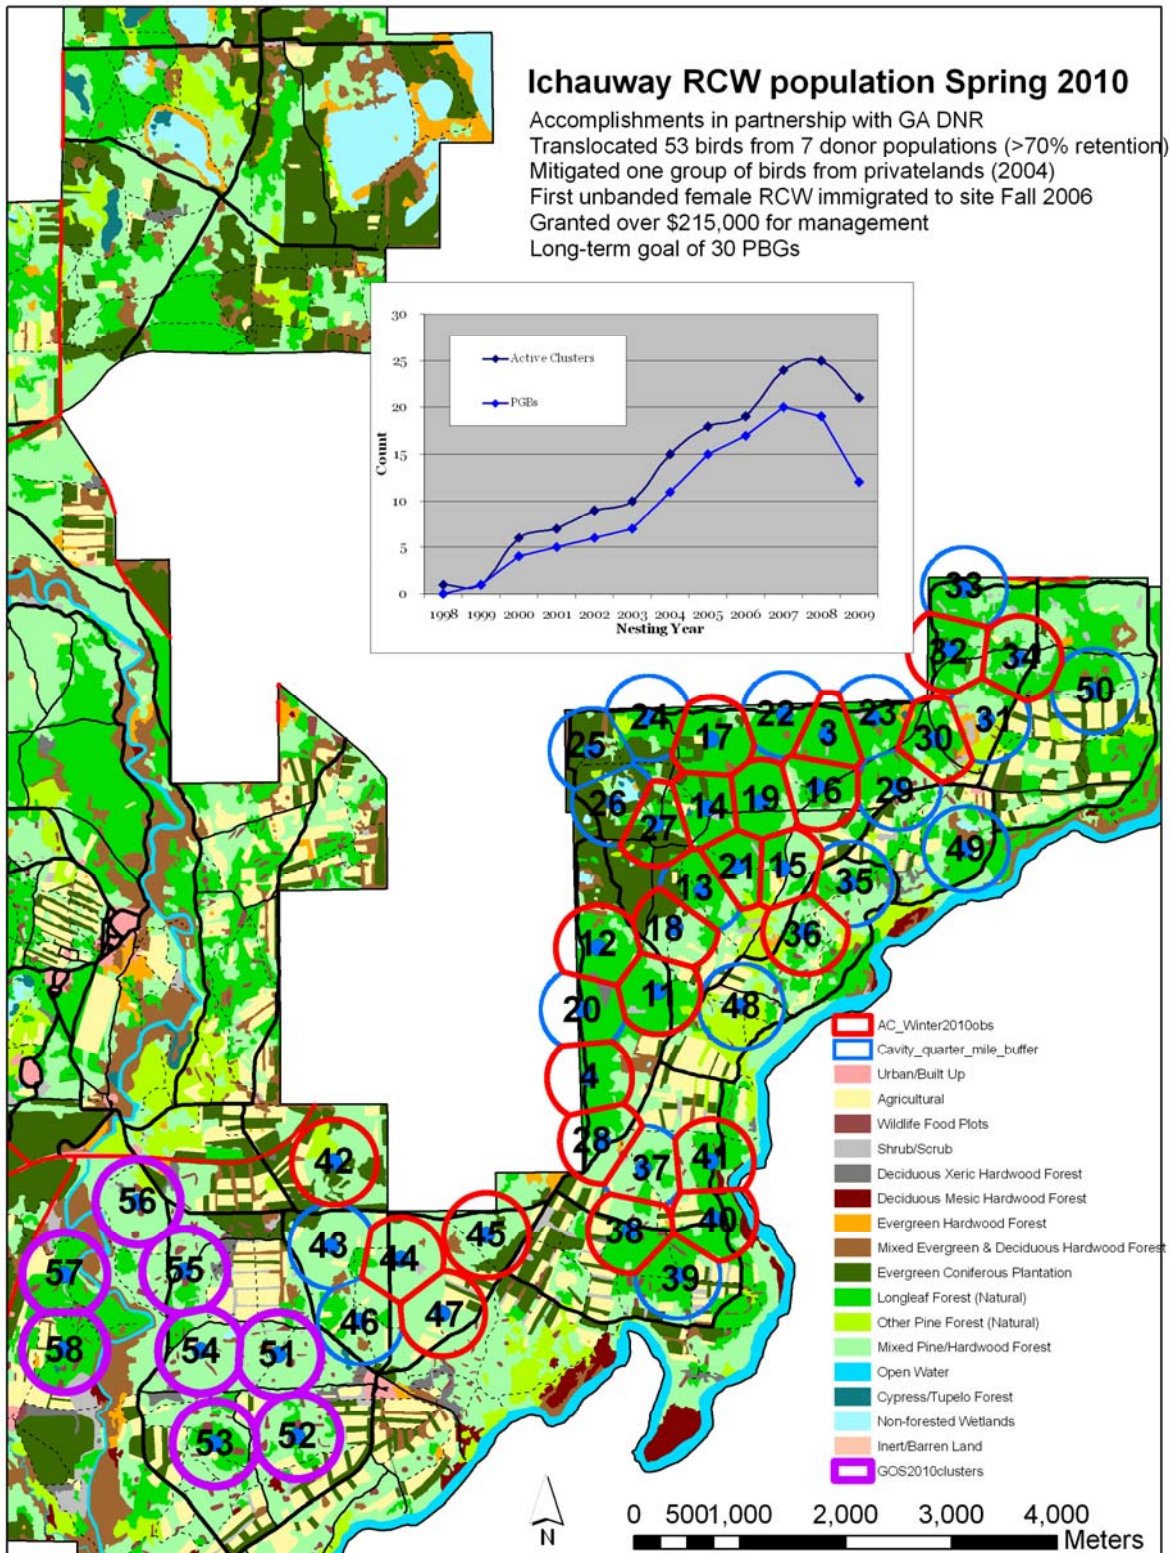 Ichauway RCW population Spring 2010
Accomplishments in partnership with GA DNR
Translocated 53 birds from 7 donor populations (>70% retention)
Mitigated one group of birds from privatelands (2004)
First unbanded female RCW immigrated to site Fall 2006
Granted over $215,000 for management
Long-term goal of 30 PBGs
30
25
20
15
10
5
0
Count
Active Clusters
PGBs
1998 1999 2000 2001 2002 2003 2004 2005 2006 2007 2008 2009
Nesting Year
33
32 34
50
24 17 22 3 23 30 31
25
26 27 14 19 16 29
49
13 21 15 35
12 18 36
20 11 48
4
28 37 41
38 40
39
42
56
43 44 45
57 55
46 47
58 54 51
53 52
AC_Winter2010obs
Cavity_quarter_mile_buffer
Urban/Built Up
Agricultural
Wildlife Food Plots
Shrub/Scrub
Deciduous Xeric Hardwood Forest
Deciduous Mesic Hardwood Forest
Evergreen Hardwood Forest
Mixed Evergreen & Deciduous Hardwood Forest
Evergreen Coniferous Plantation
Longleaf Forest (Natural)
Other Pine Forest (Natural)
Mixed Pine/Hardwood Forest
Open Water
Cypress/Tupelo Forest
Non-forested Wetlands
Inert/Barren Land
GOS2010clusters
N
0 500 1,000 2,000 3,000 4,000
Meters